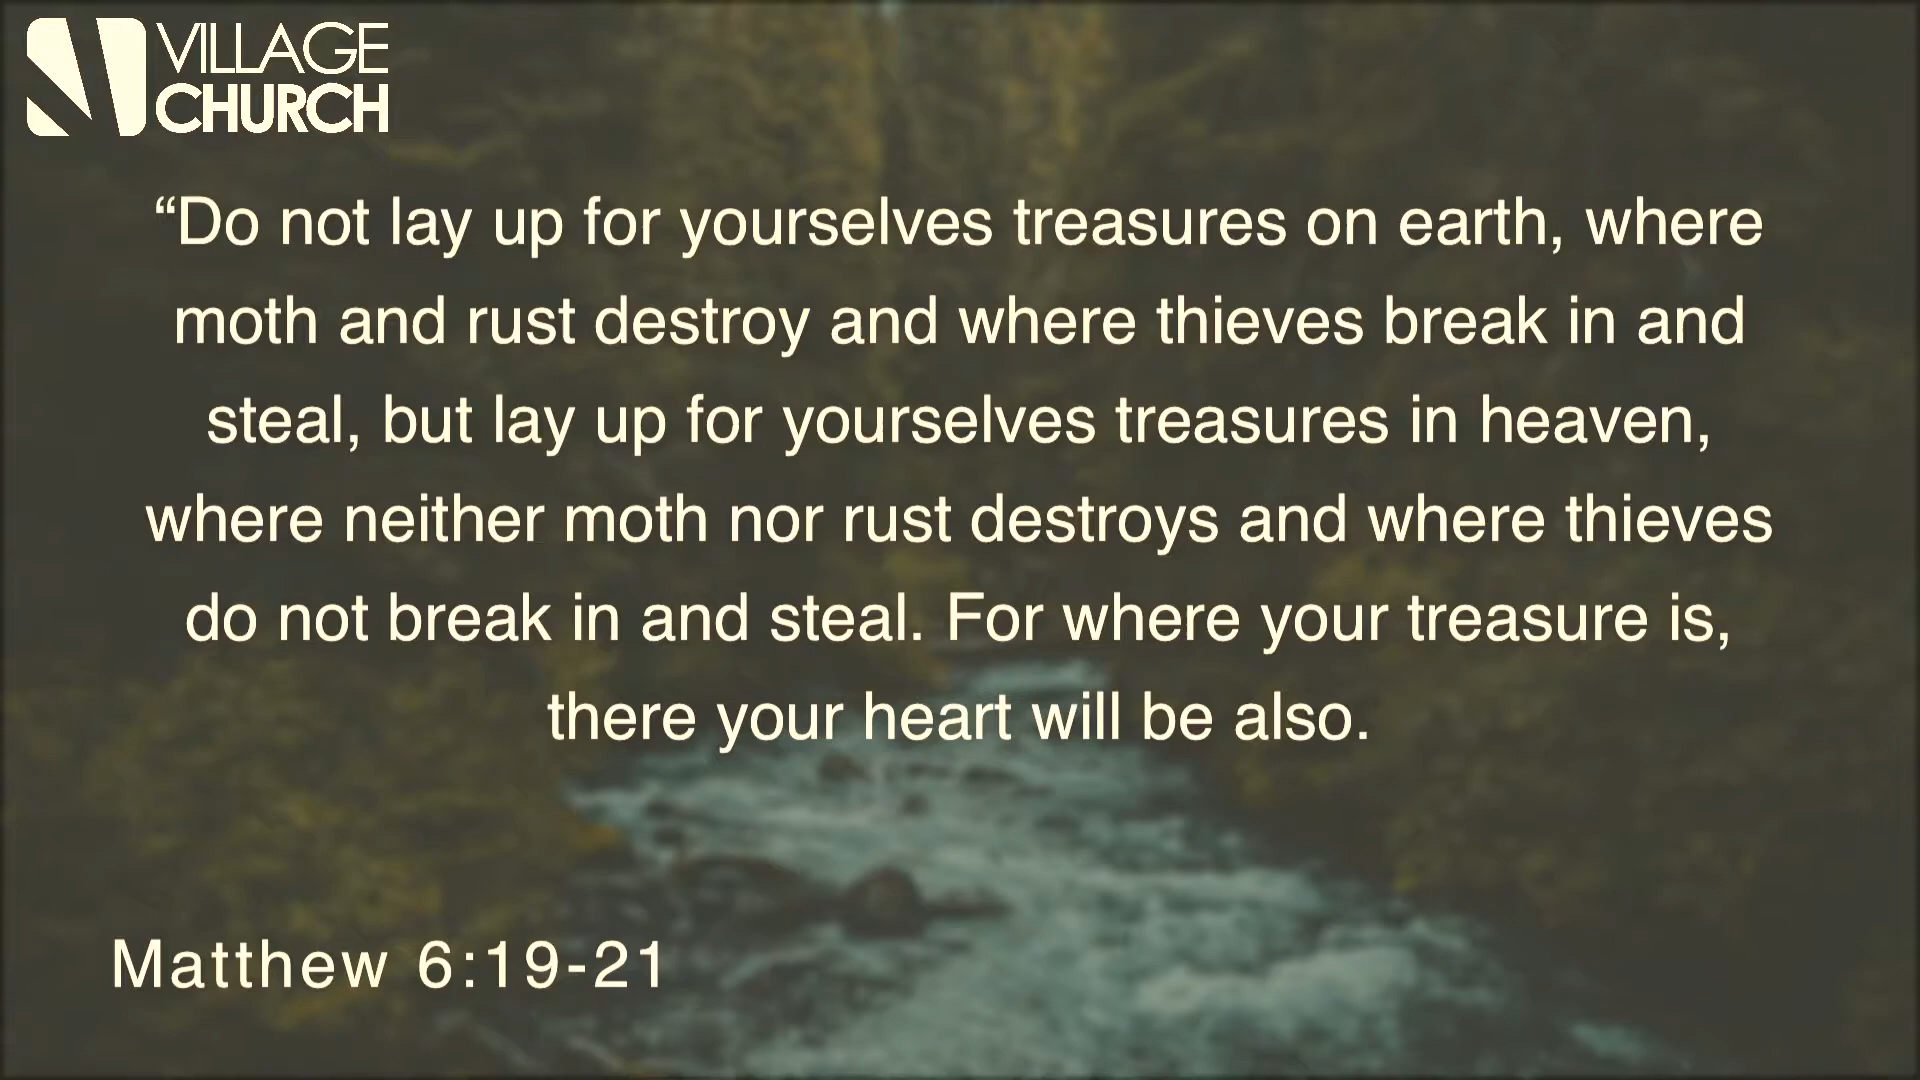 VILLAGE
CHURCH
“Do not lay up for yourselves treasures on earth, where
moth and rust destroy and where thieves break in and
steal, but lay up for yourselves treasures in heaven,
where neither moth nor rust destroys and where thieves
do not break in and steal. For where your treasure is,
there your heart will be also.
Matthew 6:19-21